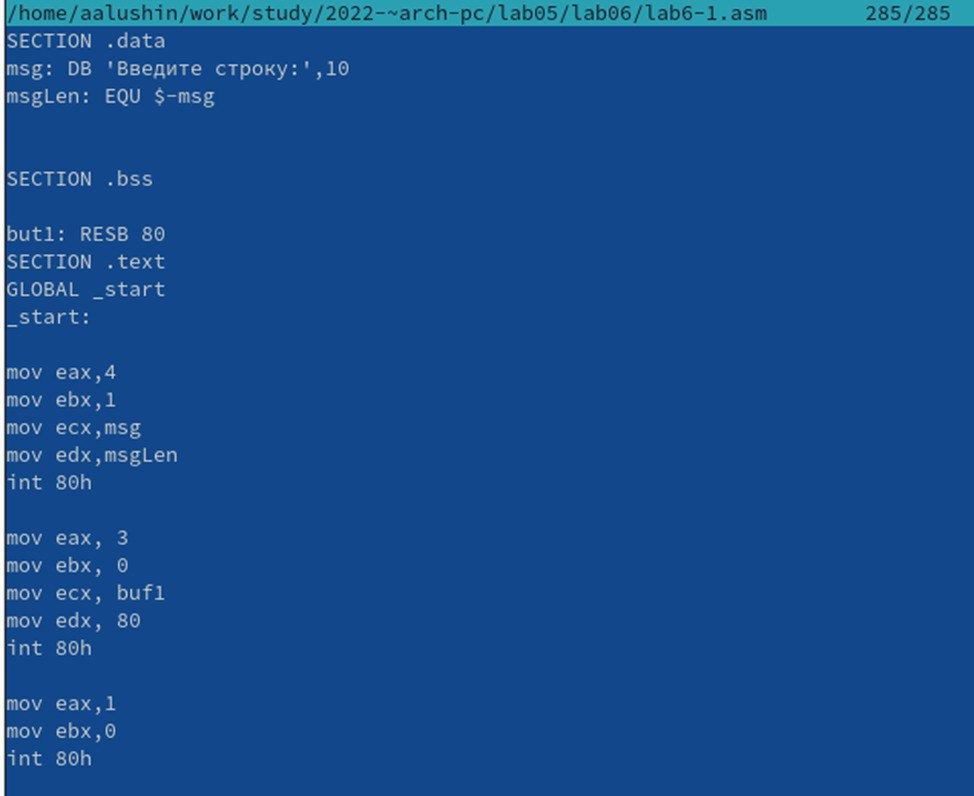 /home/aalushin/work/study/2022-~arch-pc/lab05/lab06/lab6-1.asm 285/285
SECTION .data
msg: DB 'Введите строку:',10
msgLen: EQU $-msg
SECTION .bss
but1: RESB 80
SECTION .text
GLOBAL _start
_start:
mov eax,4
mov ebx,1
mov ecx,msg
mov edx,msgLen
int 80h
mov eax, 3
mov ebx, 0
mov ecx, buf1
mov edx, 80
int 80h
mov eax,1
mov ebx,0
int 80h